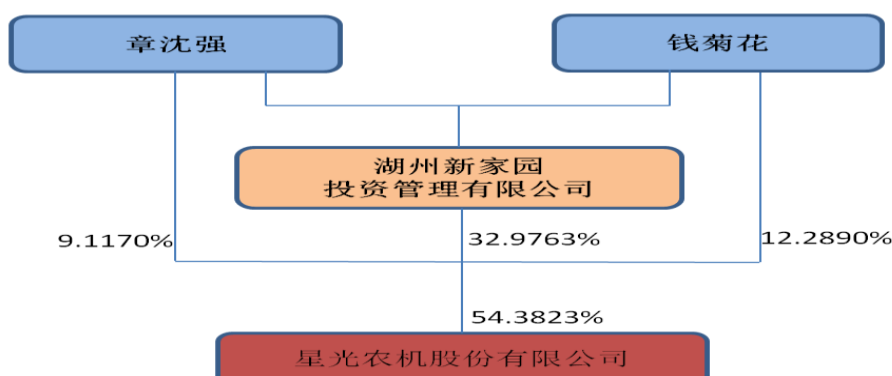 章沈强
钱菊花
湖州新家园
投资管理有限公司
9.1170%
32.9763%
12.2890%
54.3823%
星光农机股份有限公司